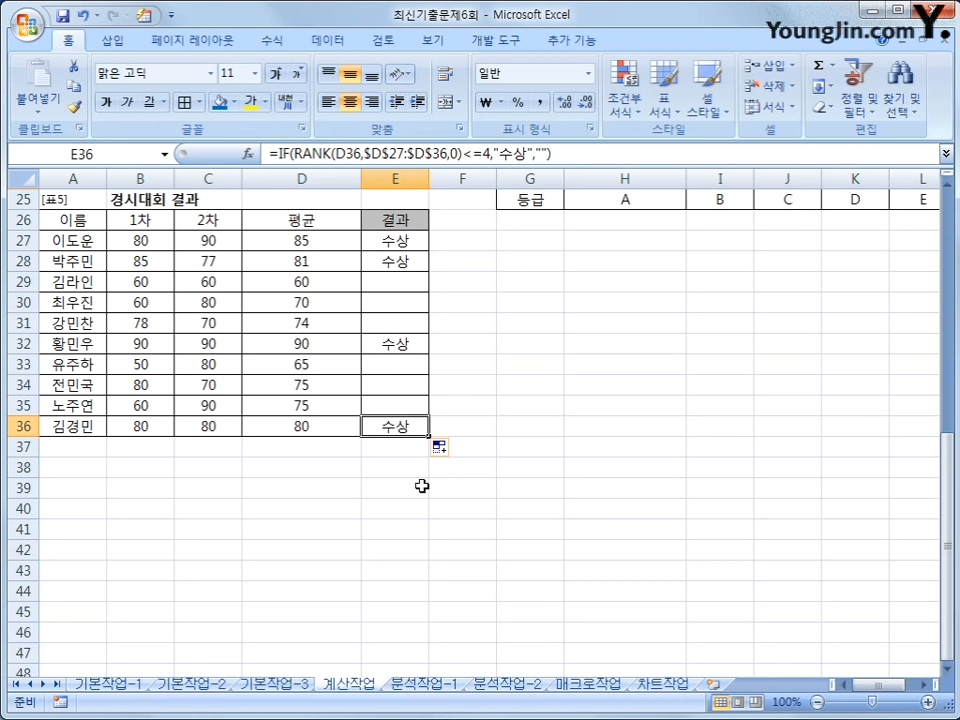 최신기출문제6회 - Microsoft Excel
YoungJin.com Y.
홈 삽입 페이지 레이아웃 수식 데이터 검토 보기 개발 도구 추가 기능
붙여넣기
맑은 고딕 11
가 가
가 가 가
가
일반
₩ % ,
조건부 서식
표 서식
셀 스타일
삽입
삭제
서식
Σ
정렬 및 필터
찾기 및 선택
클립보드 글꼴 맞춤 표시 형식 스타일 셀 편집
E36 fx =IF(RANK(D36,$D$27:$D$36,0)<=4,"수상","")
A B C D E F G H I J K L
25 [표5] 경시대회 결과 등급 A B C D E
26 이름 1차 2차 평균 결과
27 이도운 80 90 85 수상
28 박주민 85 77 81 수상
29 김라인 60 60 60
30 최우진 60 80 70
31 강민찬 78 70 74
32 황민우 90 90 90 수상
33 유주하 50 80 65
34 전민국 80 70 75
35 노주연 60 90 75
36 김경민 80 80 80 수상
37
38
39
40
41
42
43
44
45
46
47
48
기본작업-1 기본작업-2 기본작업-3 계산작업 분석작업-1 분석작업-2 매크로작업 차트작업
준비 100%